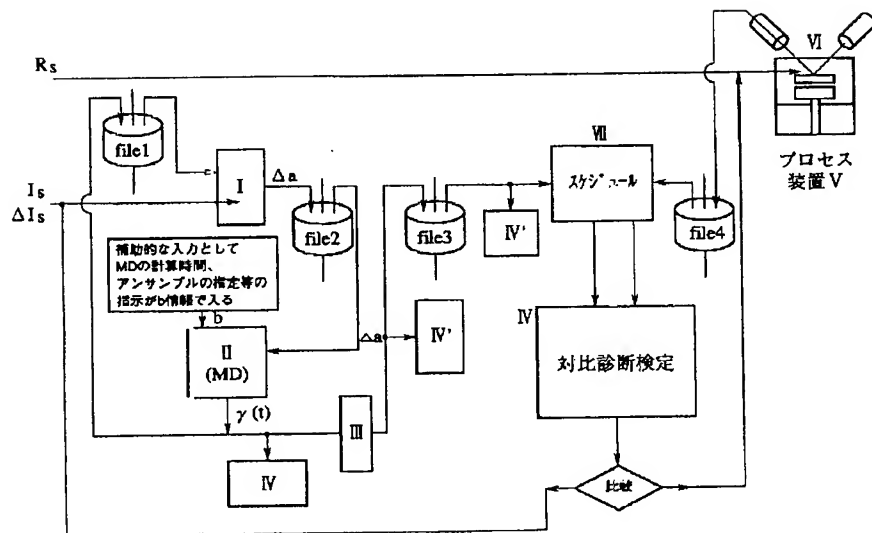 Rs
Ⅵ
file1
Ⅶ
プロセス
装置Ⅴ
Ⅰ
Δa
スケジュール
Is
ΔIs
file2
file3
Ⅳ'
file4
補助的な入力として
MDの計算時間、
アンサンブルの指定等の
指示がb情報で入る
b
Δa
Ⅳ'
Ⅳ
Ⅱ
(MD)
対比診断検定
γ(t)
Ⅲ
Ⅳ
比較